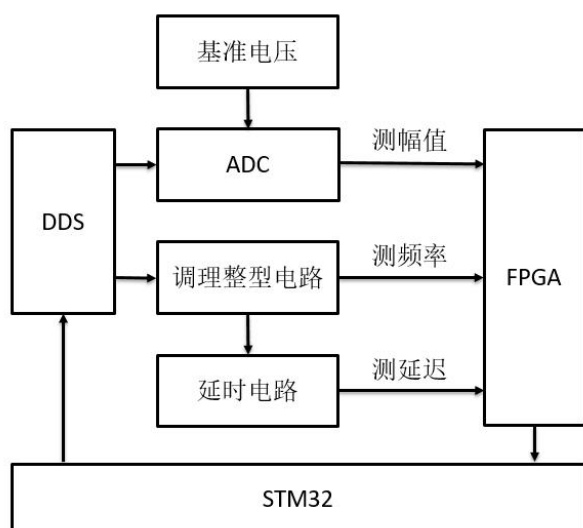 基准电压
DDS
ADC
测幅值
FPGA
调理整型电路
测频率
延时电路
测延迟
STM32